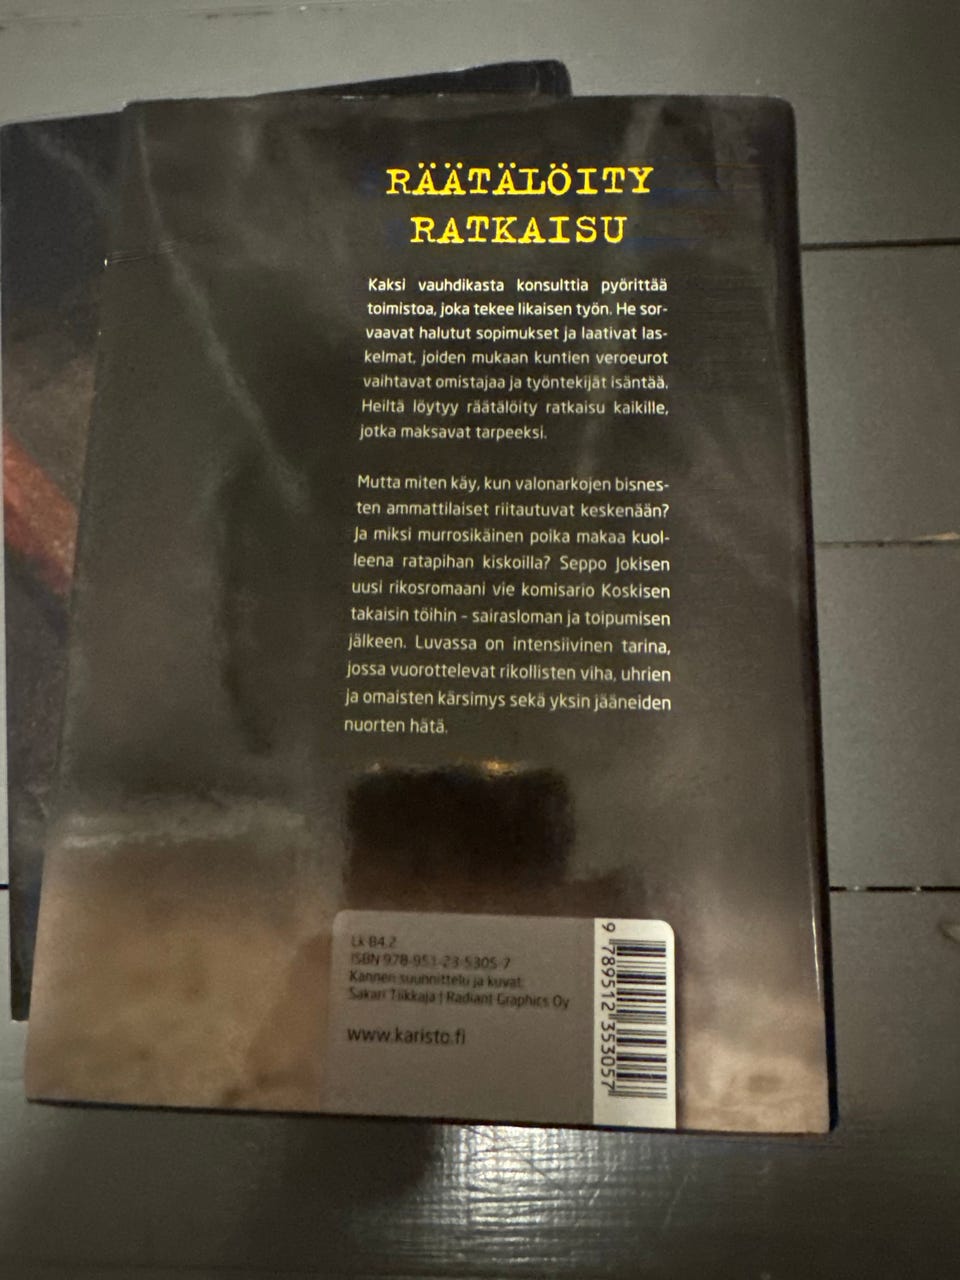 RÄÄTÄLÖITY
RATKAISU
Kaksi vauhdikasta konsulttia pyörittää
toimistoa, joka tekee likaisen työn. He sor-
vaavat halutut sopimukset ja laativat las-
kelmat, joiden mukaan kuntien veroeurot
vaihtavat omistajaa ja työntekijät isäntää.
Heiltä löytyy räätälöity ratkaisu kaikille,
jotka maksavat tarpeeksi.
Mutta miten käy, kun valonarkojen bisnes-
ten ammattilaiset riitautuvat keskenään?
Ja miksi murrosikäinen poika makaa kuol-
leena ratapihan kiskoilla? Seppo Jokisen
uusi rikosromaani vie komisario Koskisen
takaisin töihin – sairasloman ja toipumisen
jälkeen. Luvassa on intensiivinen tarina,
jossa vuorottelevat rikollisten viha, uhrien
ja omaisten kärsimys sekä yksin jääneiden
nuorten hätä.
Lk 84.2
ISBN 978-951-23-5305-7
Kannen suunnittelu ja kuvat:
Sakari Tiikkaja | Radiant Graphics Oy
www.karisto.fi
9 789512 353057